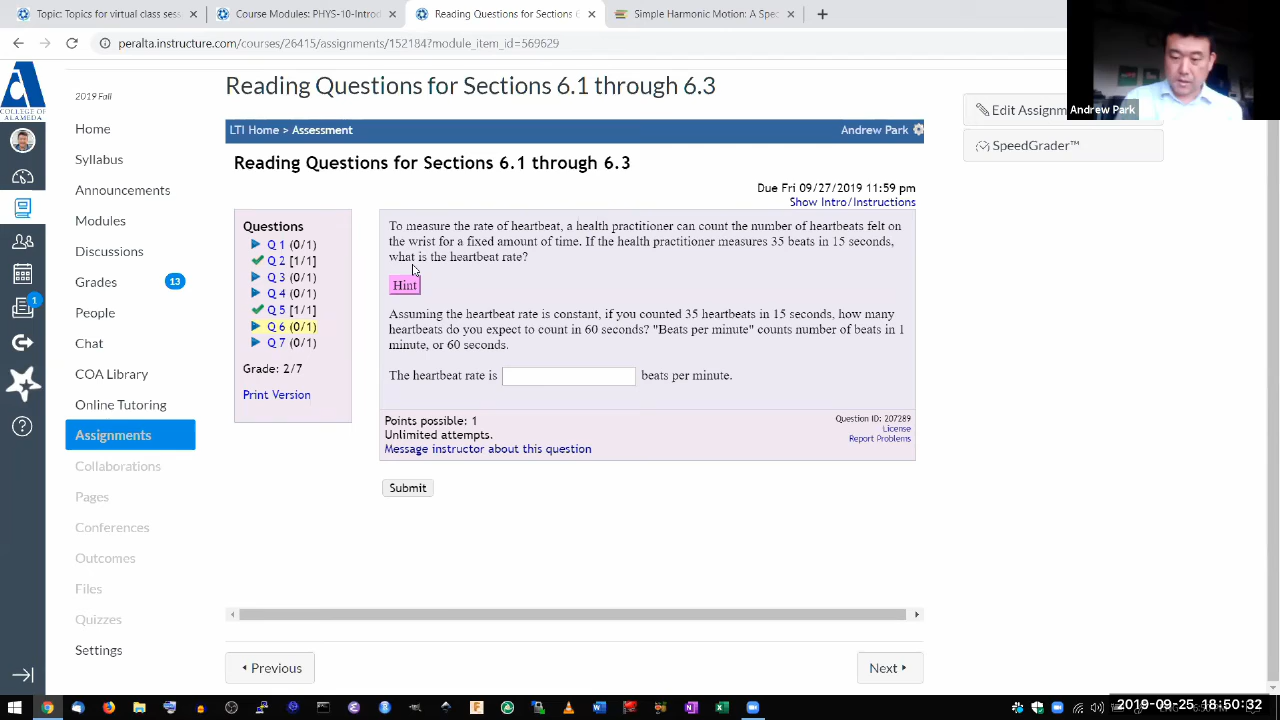 Topic: Topics for virtual class sess
Course Modules: PHYS-10-Introd
Reading Questions for Sections 6
Simple Harmonic Motion: A Spec
peralta.instructure.com/courses/26415/assignments/152184?module_item_id=569629
Andrew Park
COLLEGE OF
ALAMEDA
1
2019 Fall
Home
Syllabus
Announcements
Modules
Discussions
Grades
13
People
Chat
COA Library
Online Tutoring
Assignments
Collaborations
Pages
Conferences
Outcomes
Files
Quizzes
Settings
Reading Questions for Sections 6.1 through 6.3
LTI Home > Assessment
Andrew Park
Reading Questions for Sections 6.1 through 6.3
Due Fri 09/27/2019 11:59 pm
Show Intro/Instructions
Questions
Q 1 (0/1)
Q 2 [1/1]
Q 3 (0/1)
Q 4 (0/1)
Q 5 [1/1]
Q 6 (0/1)
Q 7 (0/1)
Grade: 2/7
Print Version
To measure the rate of heartbeat, a health practitioner can count the number of heartbeats felt on
the wrist for a fixed amount of time. If the health practitioner measures 35 beats in 15 seconds,
what is the heartbeat rate?
Hint
Assuming the heartbeat rate is constant, if you counted 35 heartbeats in 15 seconds, how many
heartbeats do you expect to count in 60 seconds? "Beats per minute" counts number of beats in 1
minute, or 60 seconds.
The heartbeat rate is beats per minute.
Points possible: 1
Unlimited attempts.
Message instructor about this question
Question ID: 207289
License
Report Problems
Submit
Previous
Next
Edit Assignm
SpeedGrader™
2019-09-25 18:50:32